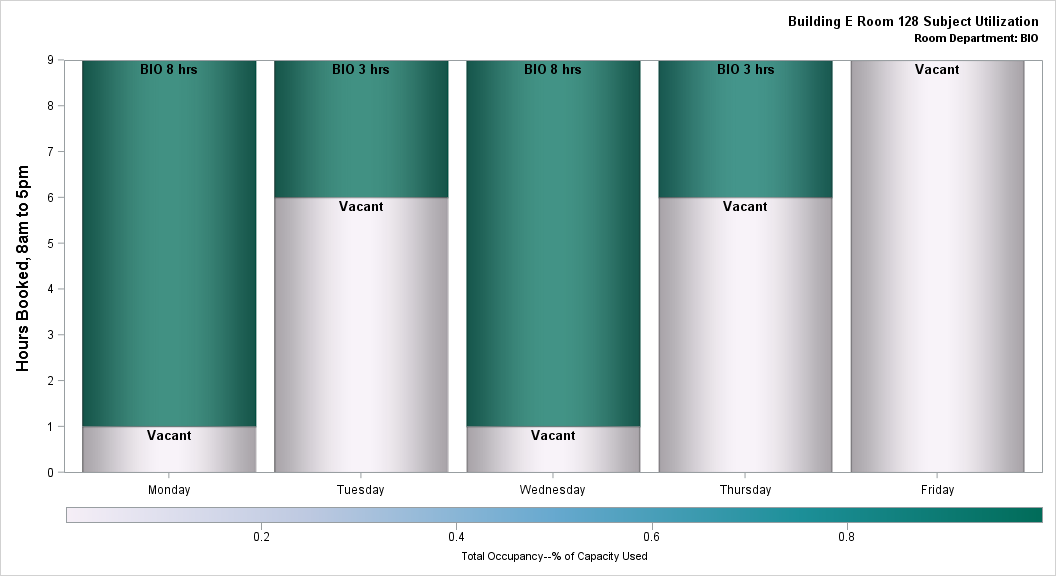 Building E Room 128 Subject Utilization
Room Department: BIO
Hours Booked, 8am to 5pm
9
8
7
6
5
4
3
2
1
0
BIO 8 hrs
BIO 3 hrs
BIO 8 hrs
BIO 3 hrs
Vacant
Vacant
Vacant
Vacant
Vacant
Monday
Tuesday
Wednesday
Thursday
Friday
0.2
0.4
0.6
0.8
Total Occupancy--% of Capacity Used